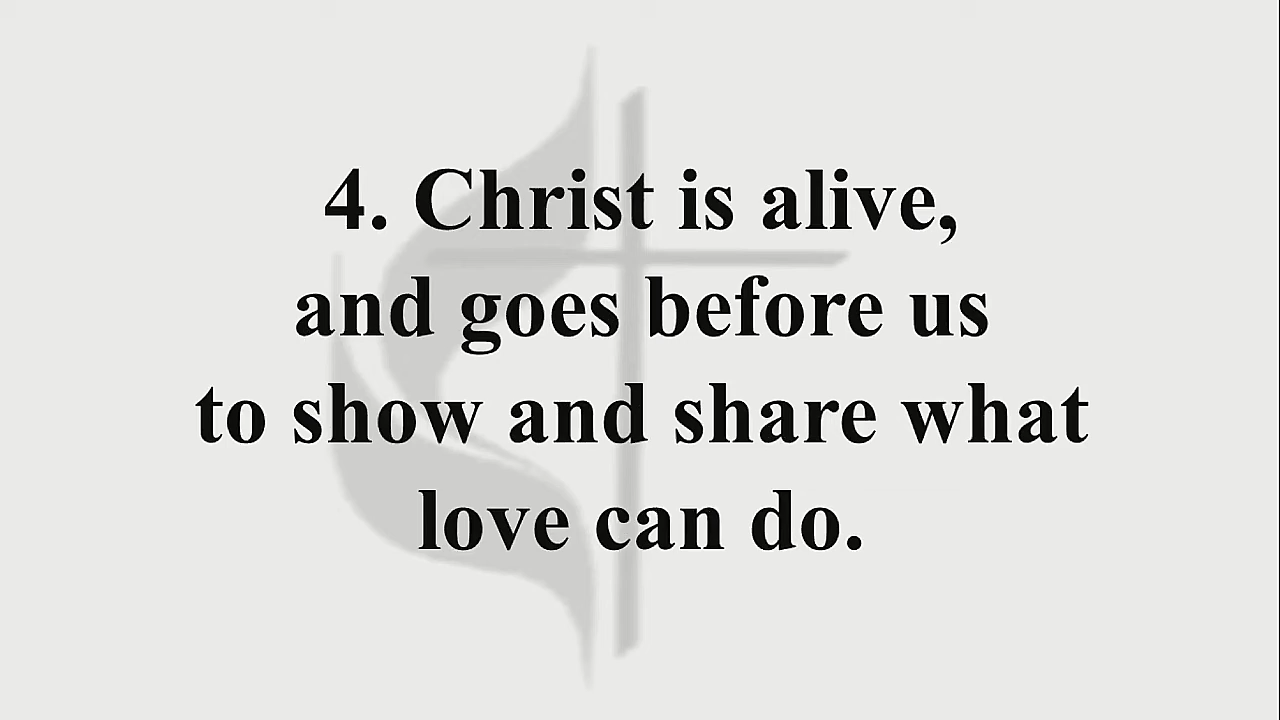 4. Christ is alive,
and goes before us
to show and share what
love can do.